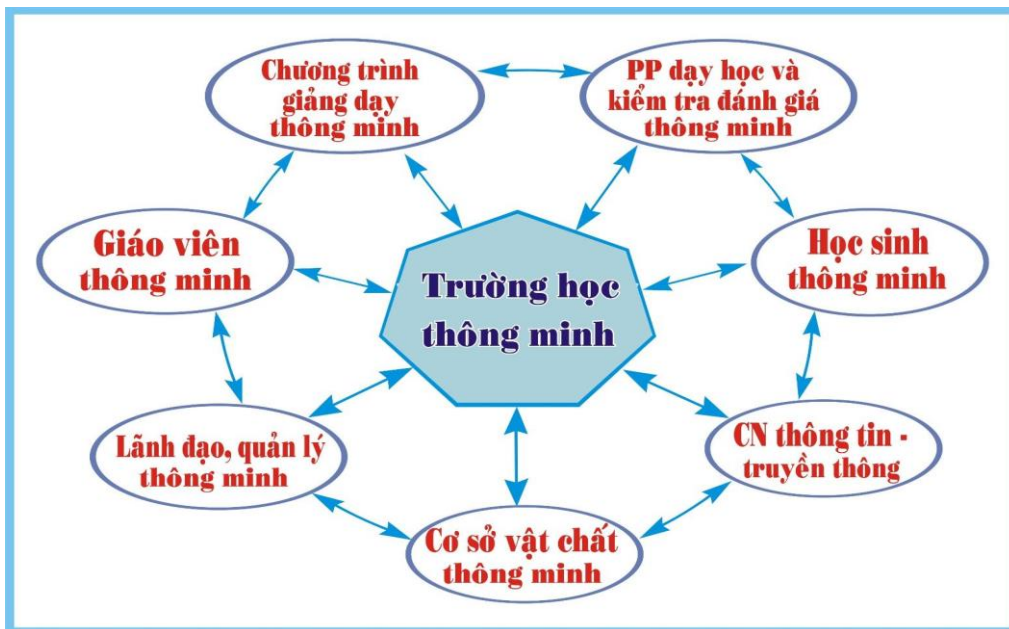 Chương trình
giảng dạy
thông minh
PP dạy học và
kiểm tra đánh giá
thông minh
Giáo viên
thông minh
Học sinh
thông minh
Trường học
thông minh
Lãnh đạo, quản lý
thông minh
CN thông tin -
truyền thông
Cơ sở vật chất
thông minh